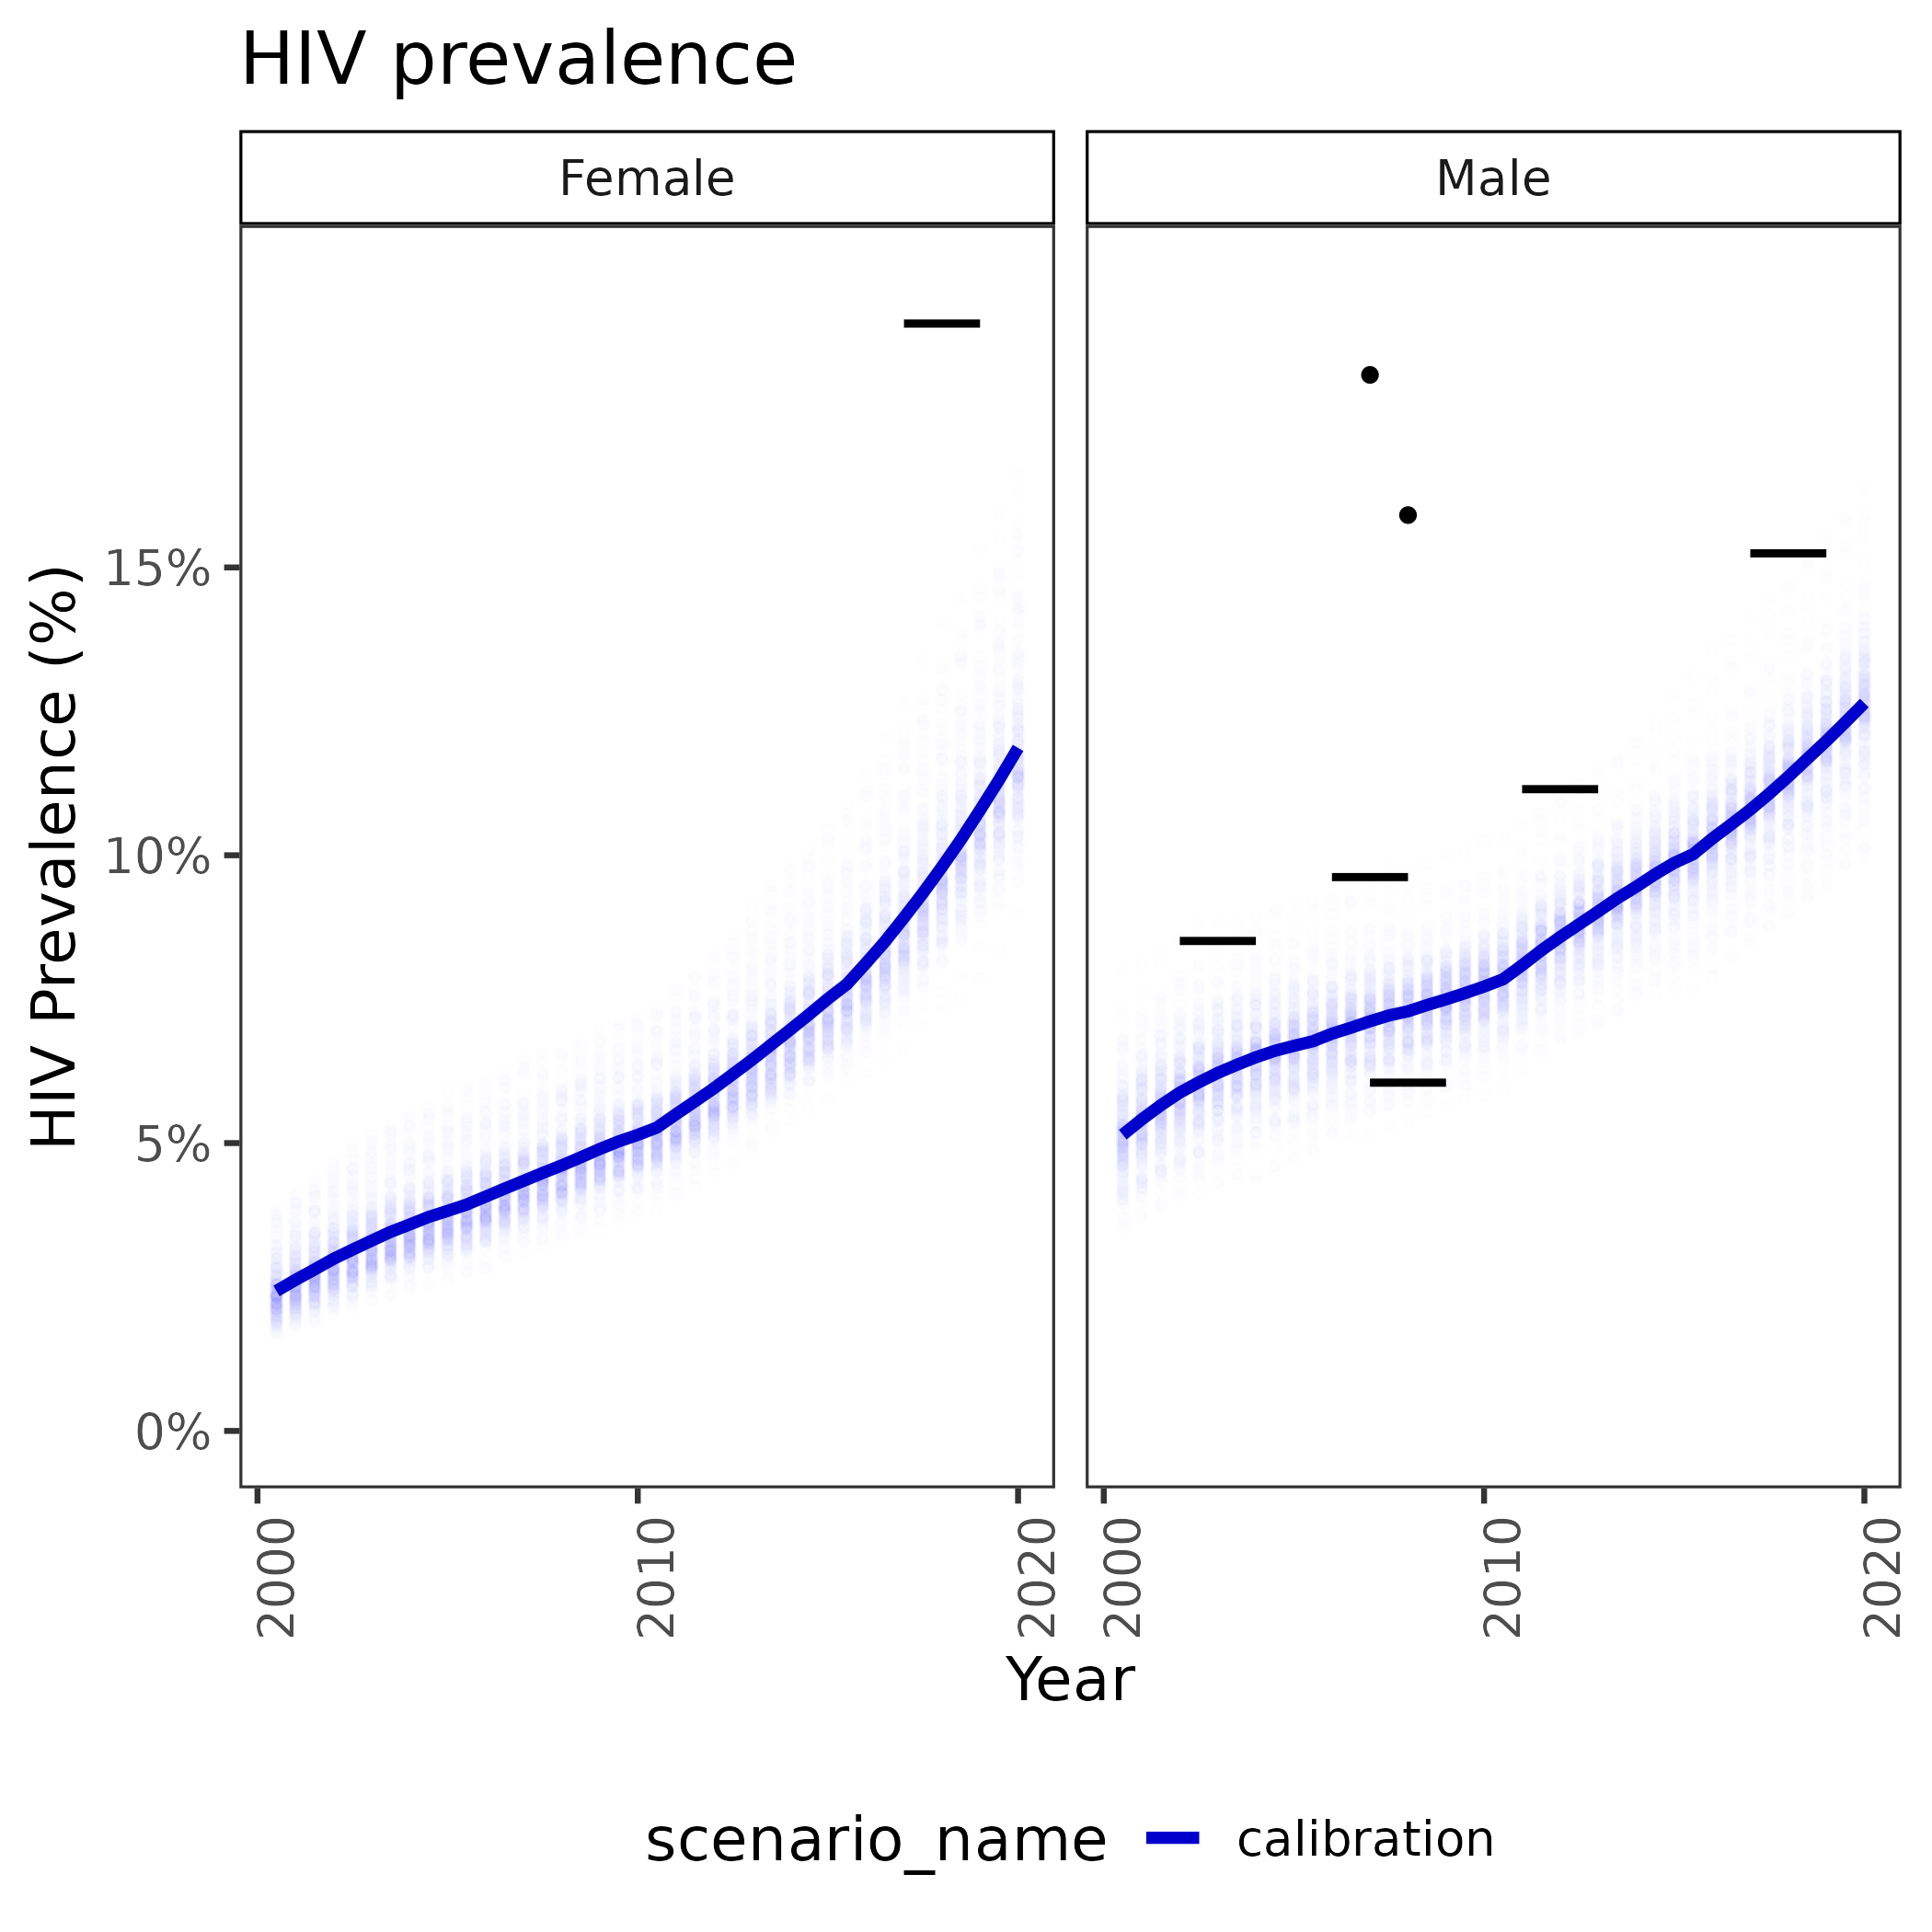 HIV prevalence
Female
Male
HIV Prevalence (%)
15%
10%
5%
0%
2000
2010
2020
2000
2010
2020
Year
scenario_name
calibration